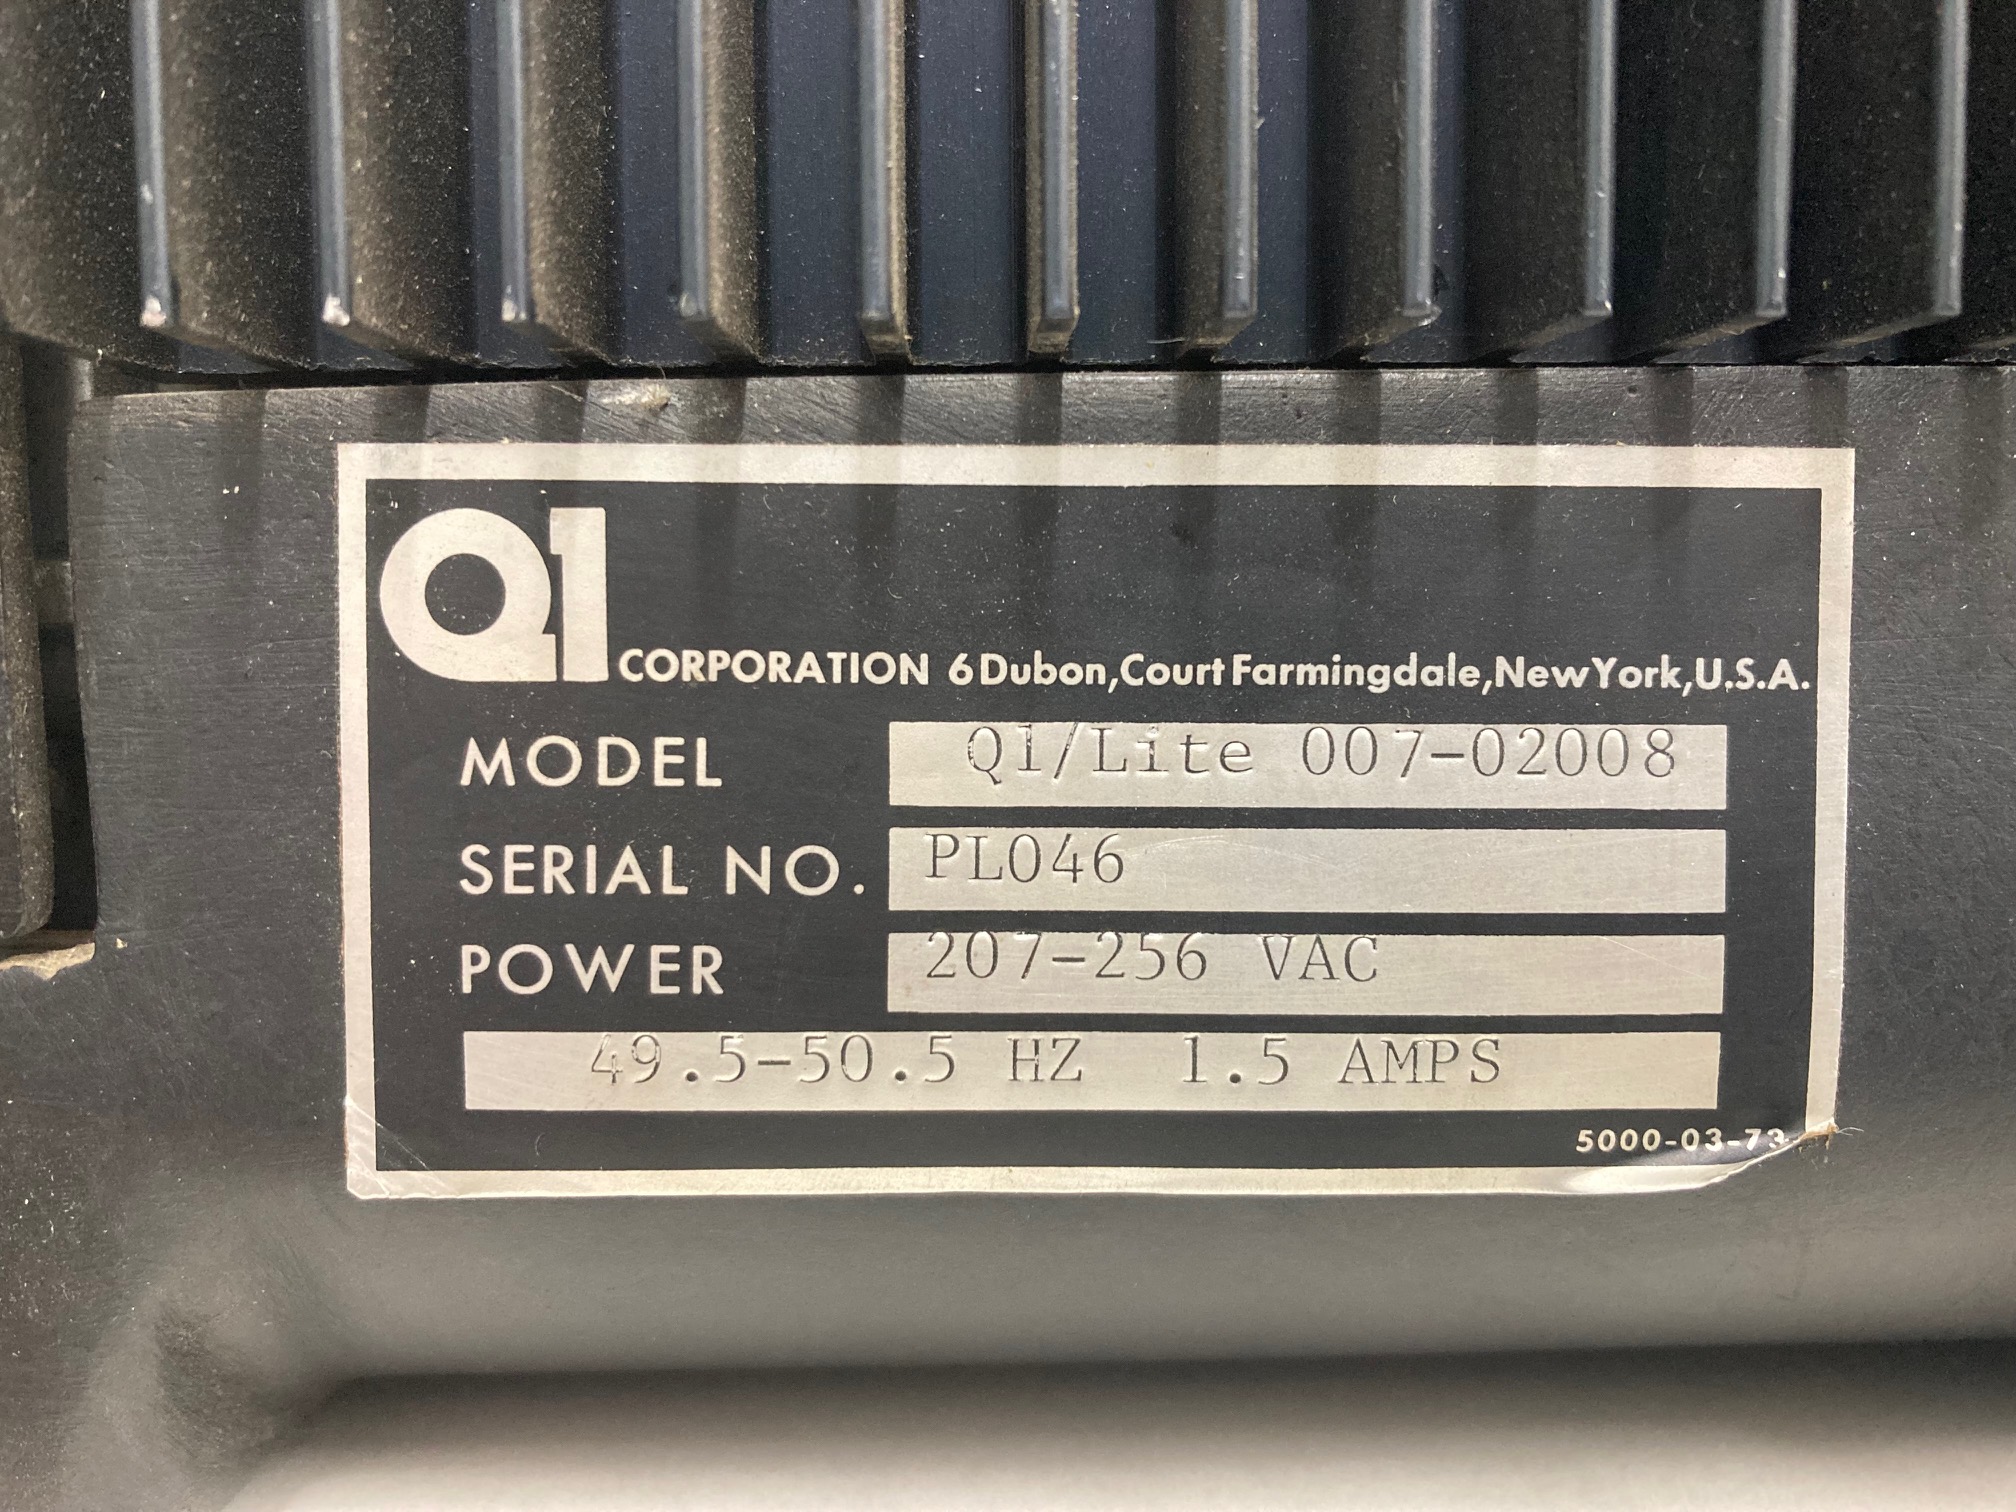 Q1 CORPORATION 6 Dubon, Court Farmingdale, New York, U.S.A.
MODEL Q1/Lite 007-02008
SERIAL NO. PL046
POWER 207-256 VAC
49.5-50.5 HZ 1.5 AMPS
5000-03-73